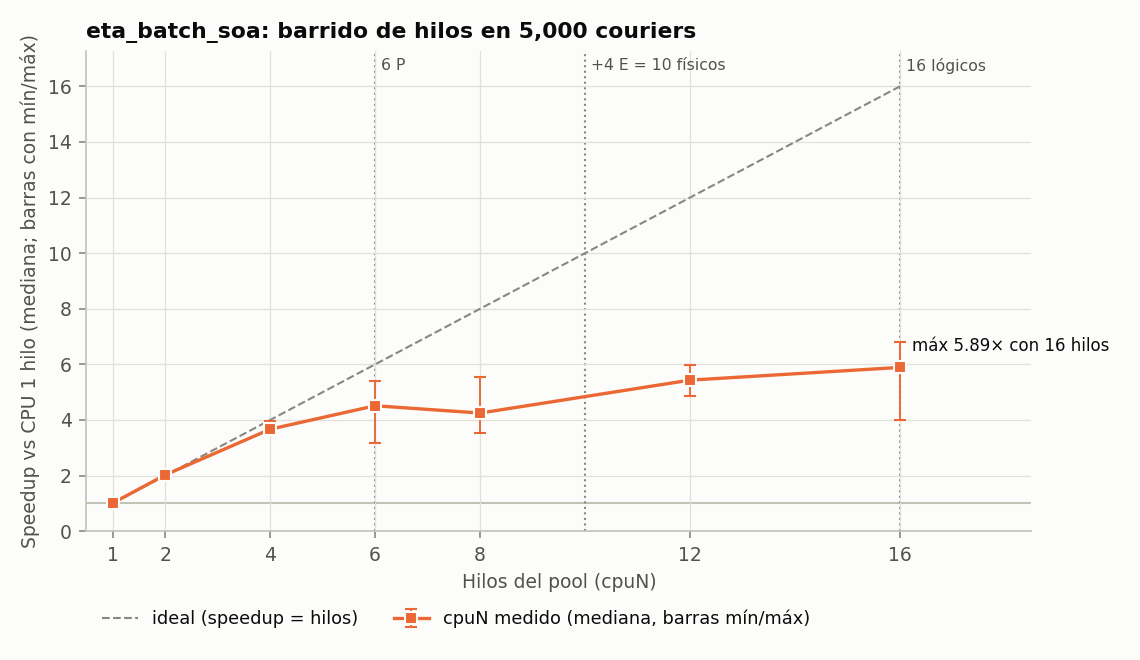 eta_batch_soa: barrido de hilos en 5,000 couriers
Speedup vs CPU 1 hilo (mediana; barras con mín/máx)
6 P
+4 E = 10 físicos
16 lógicos
16
14
12
10
8
6
4
2
0
máx 5.89× con 16 hilos
1 2 4 6 8 12 16
Hilos del pool (cpuN)
ideal (speedup = hilos)
cpuN medido (mediana, barras mín/máx)